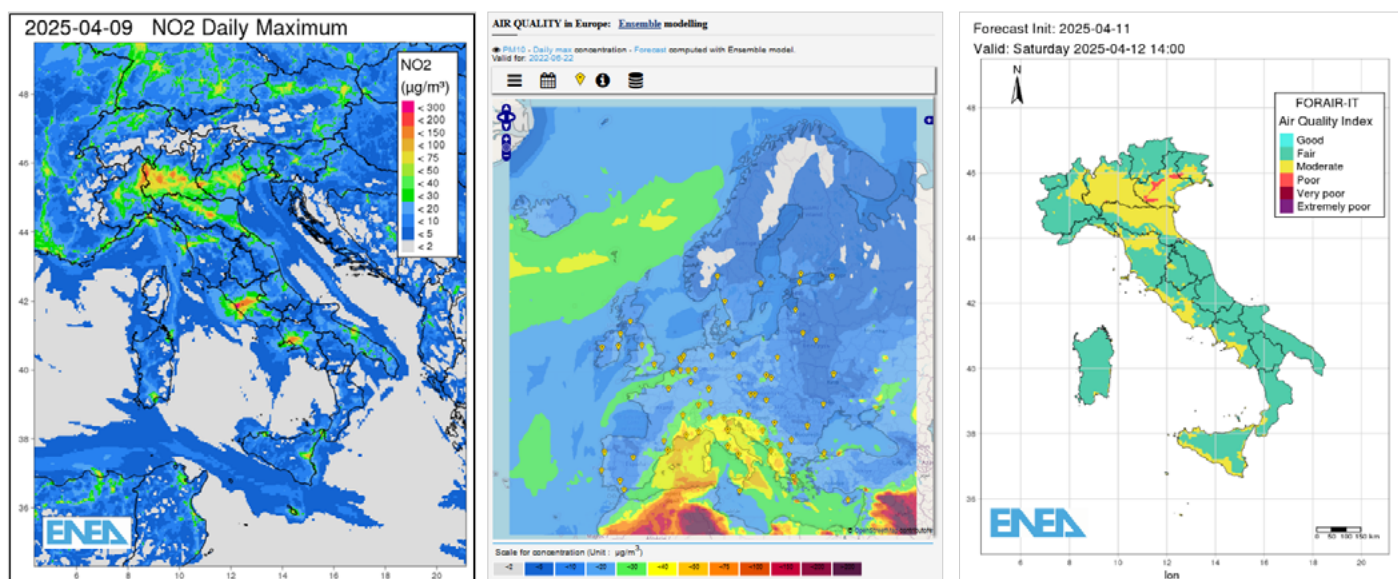 2025-04-09 NO2 Daily Maximum
NO2
(µg/m³)
< 300
< 200
< 150
< 100
< 75
< 50
< 40
< 30
< 20
< 10
< 5
< 2
48
46
44
42
40
38
36
6
8
10
12
14
16
18
20
ENEA
AIR QUALITY in Europe: Ensemble modelling
PM10 - Daily max concentration - Forecast computed with Ensemble model.
Valid for: 2022-06-22
Scale for concentration (Unit : µg/m³)
Forecast Init: 2025-04-11
Valid: Saturday 2025-04-12 14:00
N
FORAIR-IT
Air Quality Index
Good
Fair
Moderate
Poor
Very poor
Extremely poor
48
46
44
42
40
38
36
6
8
10
12
14
16
18
20
lon
0 50 100 150 km
ENEA